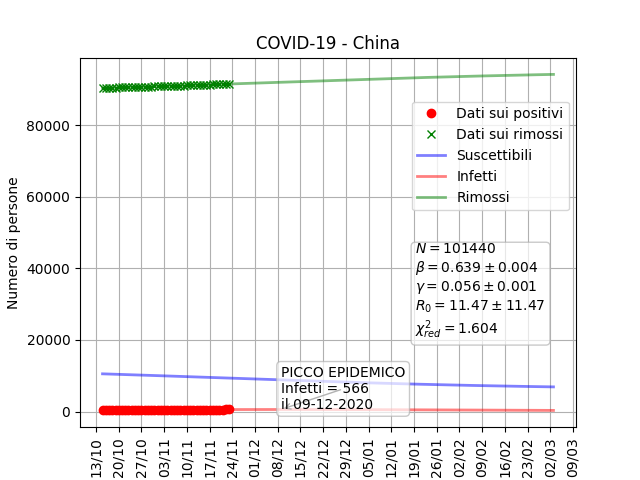 COVID-19 - China
Numero di persone
80000
60000
40000
20000
0
Dati sui positivi
Dati sui rimossi
Suscettibili
Infetti
Rimossi
N = 101440
β = 0.639 ± 0.004
γ = 0.056 ± 0.001
R₀ = 11.47 ± 11.47
χ²red = 1.604
PICCO EPIDEMICO
Infetti = 566
il 09-12-2020
13/10 20/10 27/10 03/11 10/11 17/11 24/11 01/12 08/12 15/12 22/12 29/12 05/01 12/01 19/01 26/01 02/02 09/02 16/02 23/02 02/03 09/03